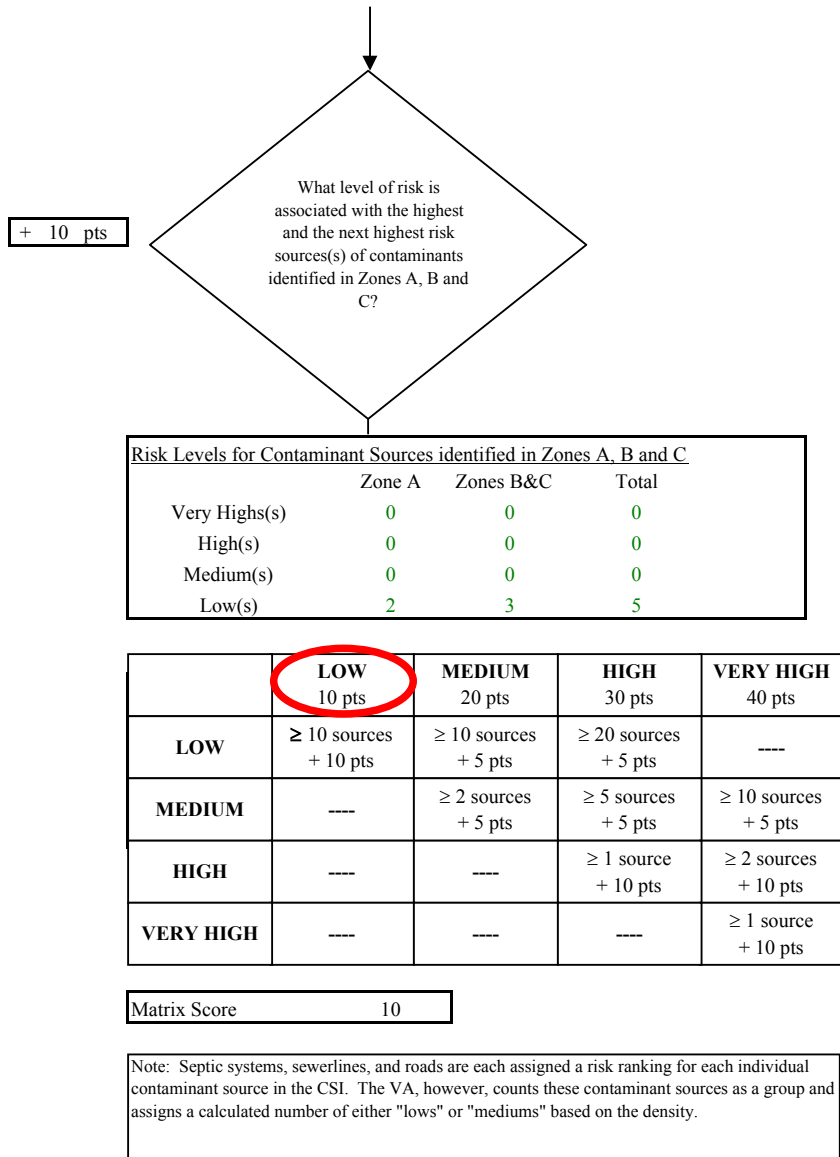 What level of risk is
associated with the highest
and the next highest risk
sources(s) of contaminants
identified in Zones A, B and
C?
+ 10 pts
Risk Levels for Contaminant Sources identified in Zones A, B and C
Zone A Zones B&C Total
Very Highs(s) 0 0 0
High(s) 0 0 0
Medium(s) 0 0 0
Low(s) 2 3 5
LOW MEDIUM HIGH VERY HIGH
10 pts 20 pts 30 pts 40 pts
LOW ≥ 10 sources + 10 pts ≥ 10 sources + 5 pts ≥ 20 sources + 5 pts ----
MEDIUM ---- ≥ 2 sources + 5 pts ≥ 5 sources + 5 pts ≥ 10 sources + 5 pts
HIGH ---- ---- ≥ 1 source + 10 pts ≥ 2 sources + 10 pts
VERY HIGH ---- ---- ---- ≥ 1 source + 10 pts
Matrix Score 10
Note: Septic systems, sewerlines, and roads are each assigned a risk ranking for each individual
contaminant source in the CSI. The VA, however, counts these contaminant sources as a group and
assigns a calculated number of either "lows" or "mediums" based on the density.